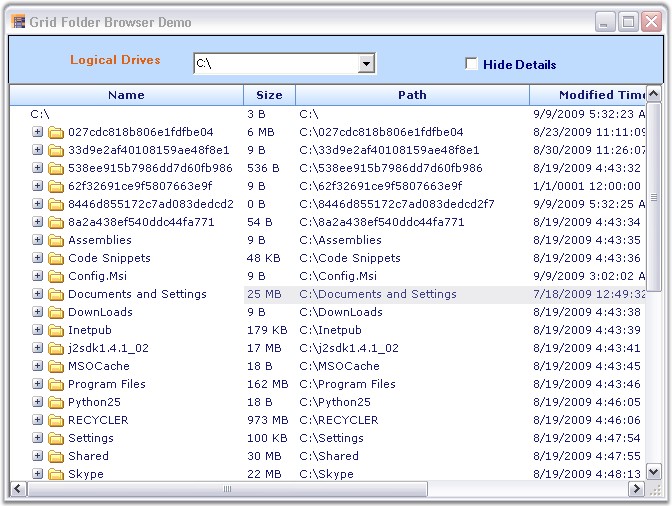 Grid Folder Browser Demo
Logical Drives C:\ Hide Details
Name Size Path Modified Time
C:\ 3 B C:\ 9/9/2009 5:32:23 A
027cdc818b806e1fdfbe04 6 MB C:\027cdc818b806e1fdfbe04 8/23/2009 11:11:09
33d9e2af40108159ae48f8e1 9 B C:\33d9e2af40108159ae48f8e1 8/30/2009 11:26:07
538ee915b7986dd7d60fb986 536 B C:\538ee915b7986dd7d60fb986 8/19/2009 4:43:32
62f32691ce9f5807663e9f 9 B C:\62f32691ce9f5807663e9f 1/1/0001 12:00:00
8446d855172c7ad083dedcd2 0 B C:\8446d855172c7ad083dedcd2f7 9/9/2009 5:32:25 A
8a2a438ef540ddc44fa771 54 B C:\8a2a438ef540ddc44fa771 8/19/2009 4:43:34
Assemblies 9 B C:\Assemblies 8/19/2009 4:43:35
Code Snippets 48 KB C:\Code Snippets 8/19/2009 4:43:36
Config.Msi 9 B C:\Config.Msi 9/9/2009 3:02:02 A
Documents and Settings 25 MB C:\Documents and Settings 7/18/2009 12:49:32
DownLoads 9 B C:\DownLoads 8/19/2009 4:43:38
Inetpub 179 KB C:\Inetpub 8/19/2009 4:43:39
j2sdk1.4.1_02 17 MB C:\j2sdk1.4.1_02 8/19/2009 4:43:41
MSOCache 18 B C:\MSOCache 8/19/2009 4:43:45
Program Files 162 MB C:\Program Files 8/19/2009 4:43:46
Python25 18 B C:\Python25 8/19/2009 4:46:05
RECYCLER 973 MB C:\RECYCLER 8/19/2009 4:46:06
Settings 100 KB C:\Settings 8/19/2009 4:47:54
Shared 30 MB C:\Shared 8/19/2009 4:47:55
Skype 22 MB C:\Skype 8/19/2009 4:48:13